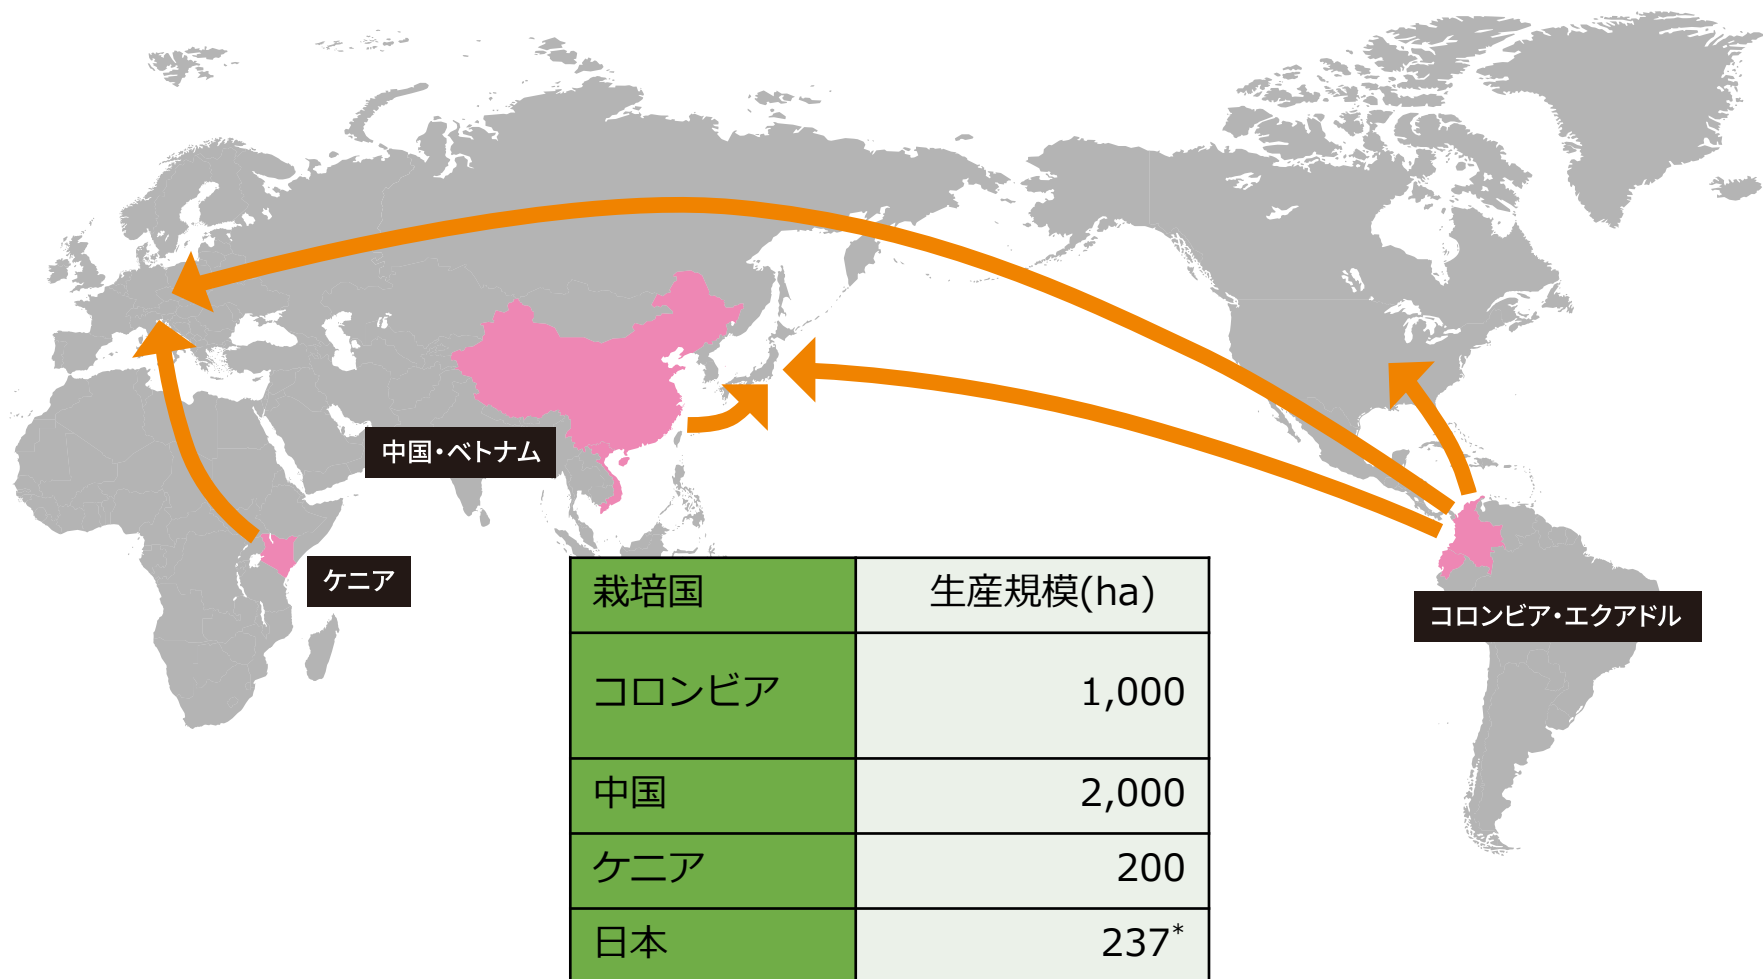 中国・ベトナム
ケニア
コロンビア・エクアドル
栽培国 生産規模(ha)
コロンビア 1,000
中国 2,000
ケニア 200
日本 237*